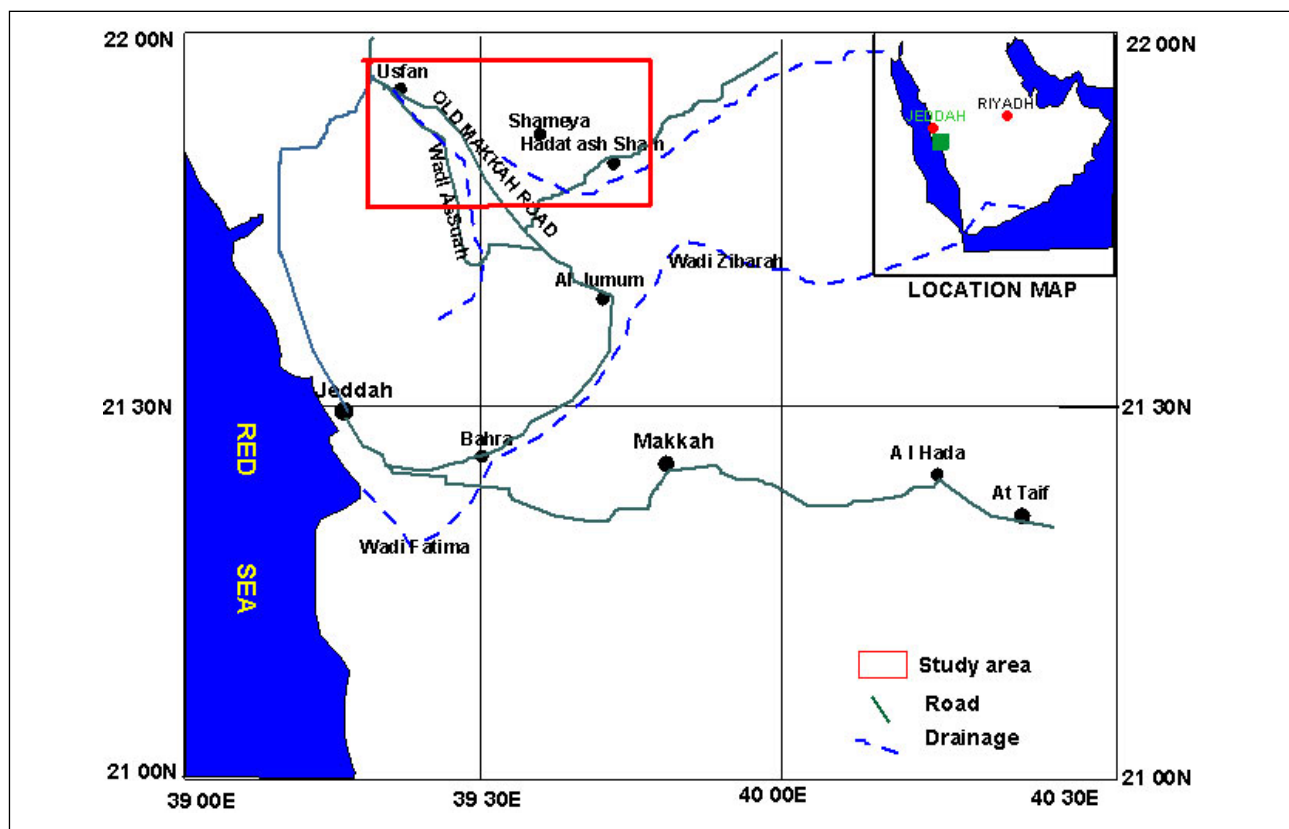 22 00N
22 00N
Usfan
OLD MAKKAH ROAD
Shameya
Hadat ash Sham
Wadi AsSuah
RIYADH
JEDDAH
LOCATION MAP
Wadi Zibarah
Al Jumum
Jeddah
21 30N
21 30N
RED
SEA
Bahra
Makkah
A l Hada
At Taif
Wadi Fatima
Study area
Road
Drainage
21 00N
21 00N
39 00E
39 30E
40 00E
40 30E